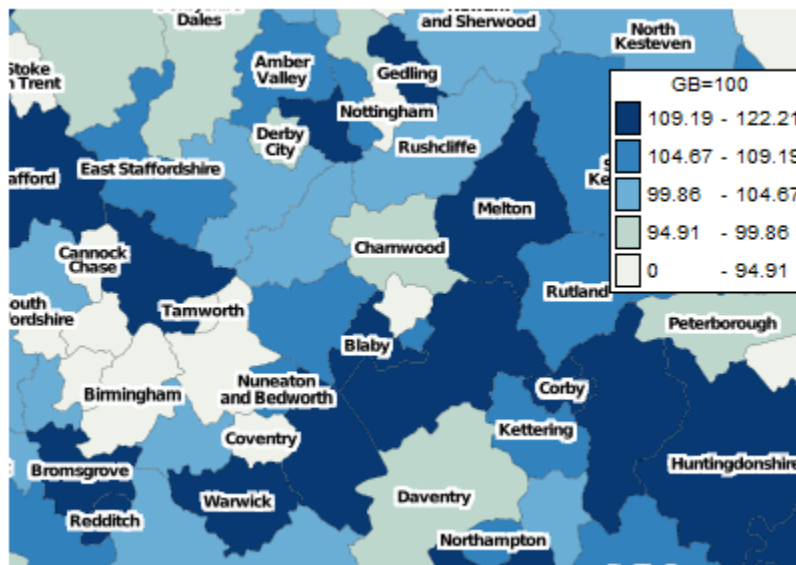 Dales
and Sherwood
North
Kesteven
Amber
Valley
Stoke
Trent
Gedling
Nottingham
Derby
City
Rushcliffe
East Staffordshire
afford
Melton
GB=100
109.19 - 122.21
104.67 - 109.19
99.86 - 104.67
94.91 - 99.86
0 - 94.91
Charnwood
Cannock
Chase
Rutland
Tamworth
South
fordshire
Peterborough
Blaby
Birmingham
Nuneaton
and Bedworth
Corby
Kettering
Coventry
Bromsgrove
Huntingdonshire
Warwick
Daventry
Redditch
Northampton